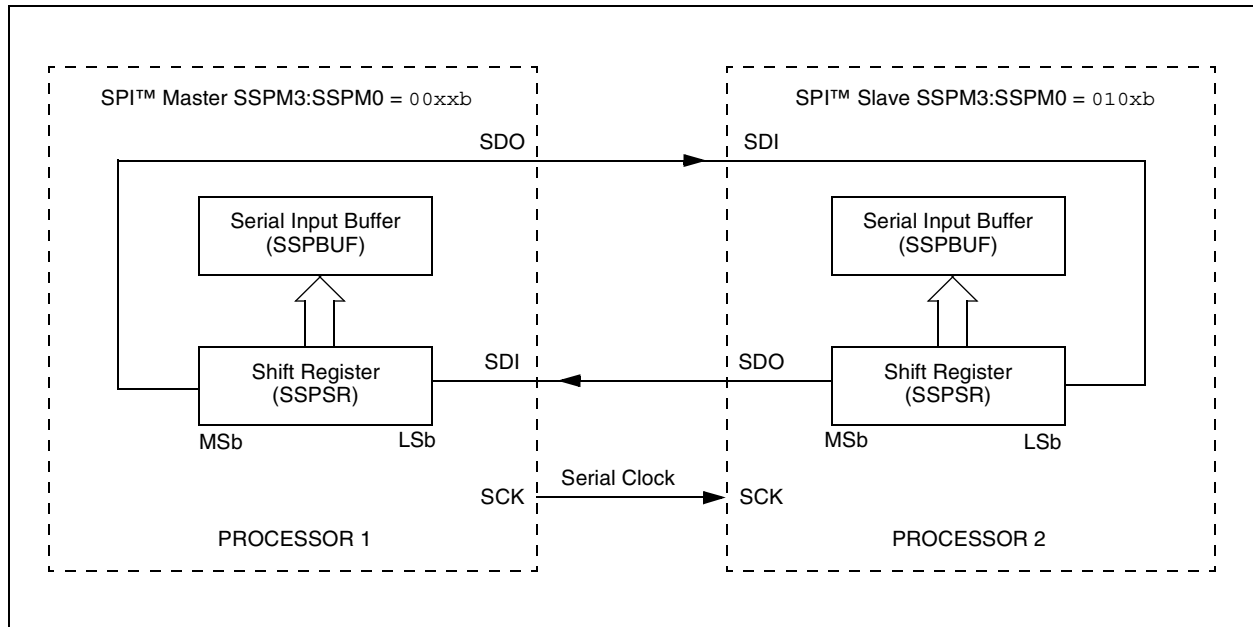 SPI™ Master SSPM3:SSPM0 = 00xxb
SPI™ Slave SSPM3:SSPM0 = 010xb
SDO
SDI
Serial Input Buffer
(SSPBUF)
Serial Input Buffer
(SSPBUF)
SDI
SDO
Shift Register
(SSPSR)
Shift Register
(SSPSR)
MSb
LSb
MSb
LSb
Serial Clock
SCK
SCK
PROCESSOR 1
PROCESSOR 2